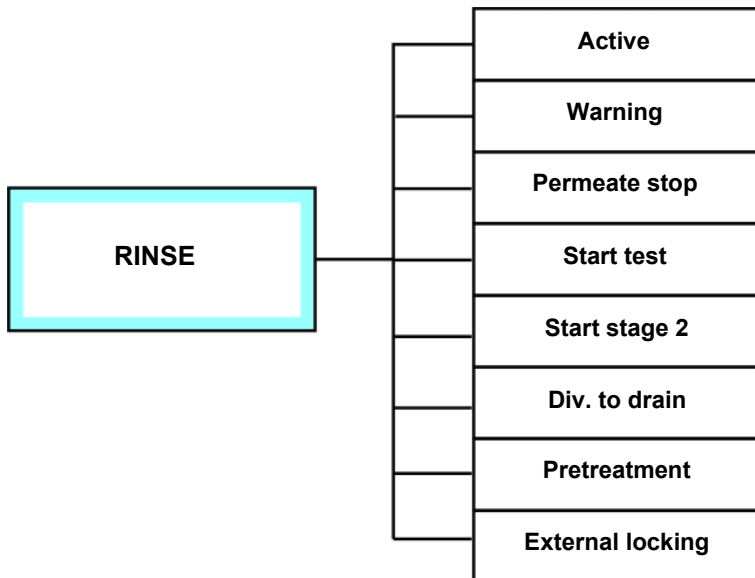 RINSE
Active
Warning
Permeate stop
Start test
Start stage 2
Div. to drain
Pretreatment
External locking